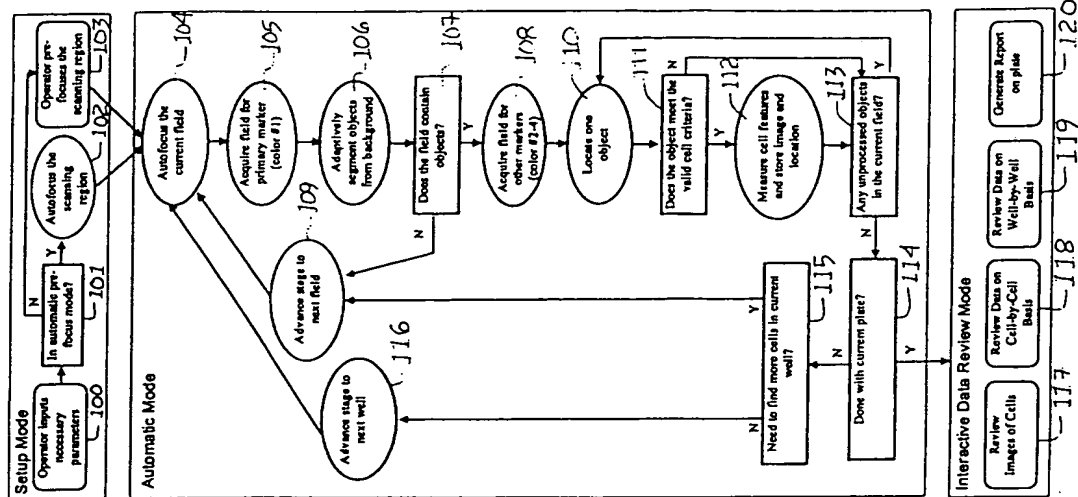 Setup Mode
Operator inputs
necessary
parameters
100
In automatic pre-
focus mode?
101
N
Y
Autofocus the
scanning
region
102
Operator pre-
focuses the
scanning region
103
Automatic Mode
Autofocus the
current field
104
Acquire field for
primary marker
(color #1)
105
Adaptively
segment objects
from background
106
Does the field contain
objects?
107
N
Y
Acquire field for
other markers
(color #2-4)
108
Advance stage to
next field
109
Locate one
object
110
Does the object meet the
valid cell criteria?
111
N
Y
Measure cell features
and store image and
location
112
Any unprocessed objects
in the current field?
113
Y
N
Done with current plate?
114
N
Y
Need to find more cells in current
well?
115
Y
N
Advance stage to
next well
116
Interactive Data Review Mode
Review
Images of Cells
117
Review Data on
Cell-by-Cell
Basis
118
Review Data on
Well-by-Well
Basis
119
Generate Report
on plate
120